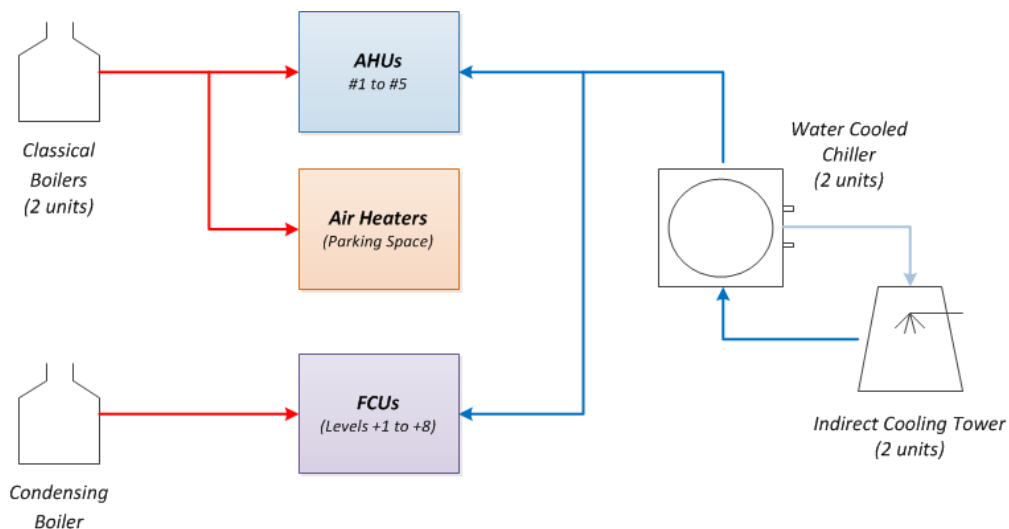 AHUs
#1 to #5
Classical
Boilers
(2 units)
Water Cooled
Chiller
(2 units)
Air Heaters
(Parking Space)
FCUs
(Levels +1 to +8)
Indirect Cooling Tower
(2 units)
Condensing
Boiler